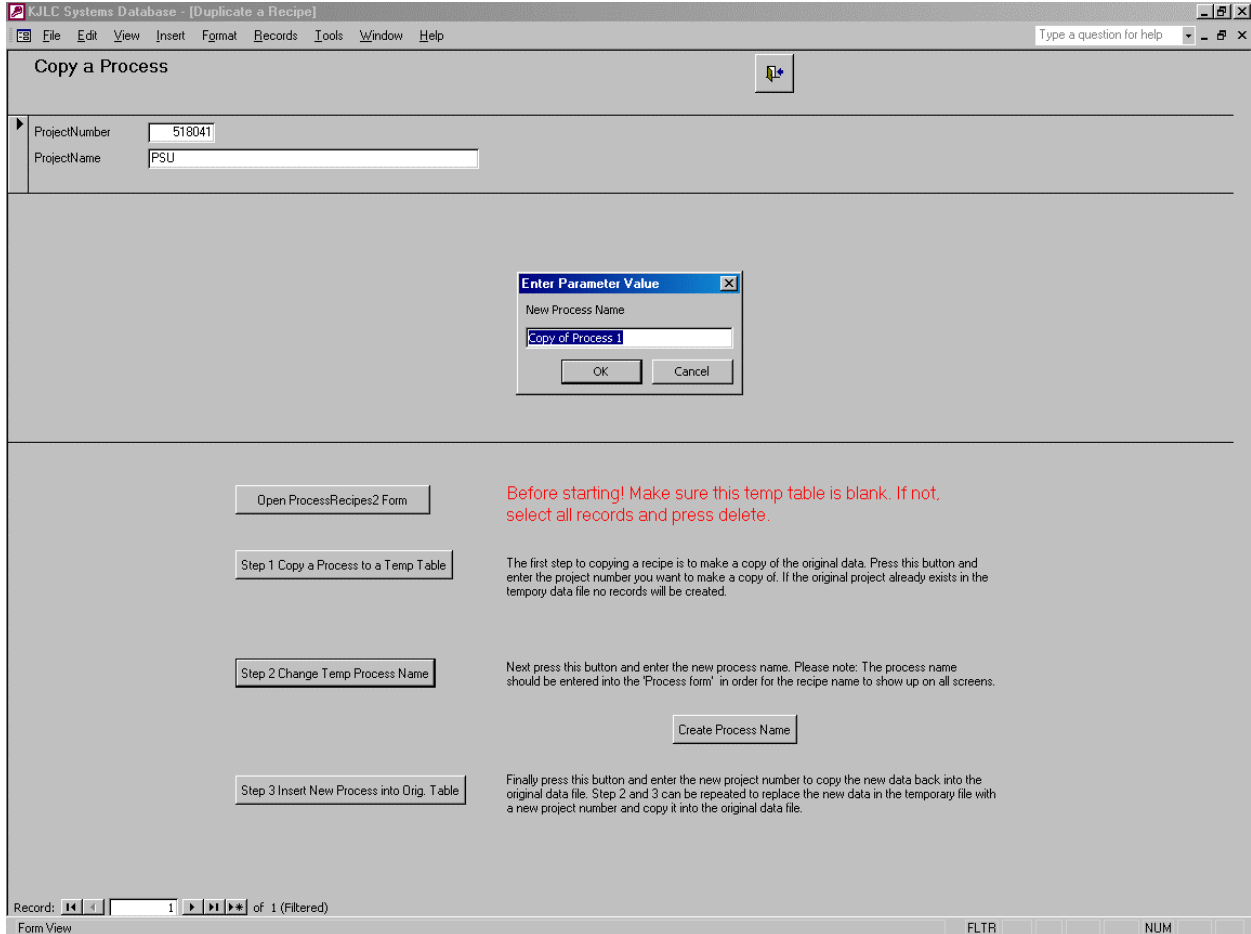 KJLC Systems Database - [Duplicate a Recipe]
File Edit View Insert Format Records Tools Window Help Type a question for help
Copy a Process
ProjectNumber 518041
ProjectName PSU
Enter Parameter Value
New Process Name
Copy of Process 1
OK Cancel
Open ProcessRecipes2 Form
Before starting! Make sure this temp table is blank. If not,
select all records and press delete.
Step 1 Copy a Process to a Temp Table
The first step to copying a recipe is to make a copy of the original data. Press this button and
enter the project number you want to make a copy of. If the original project already exists in the
tempory data file no records will be created.
Step 2 Change Temp Process Name
Next press this button and enter the new process name. Please note: The process name
should be entered into the 'Process form' in order for the recipe name to show up on all screens.
Create Process Name
Step 3 Insert New Process into Orig. Table
Finally press this button and enter the new project number to copy the new data back into the
original data file. Step 2 and 3 can be repeated to replace the new data in the temporary file with
a new project number and copy it into the original data file.
Record: 1 of 1 (Filtered)
Form View FLTR NUM